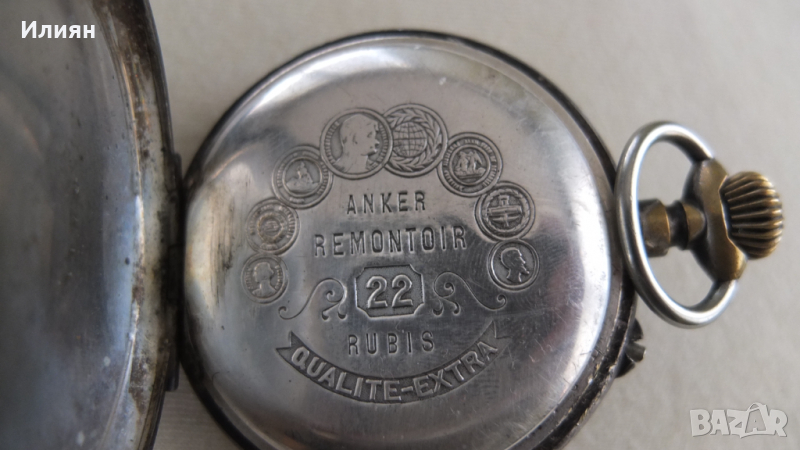 Илиян
ANKER
REMONTOIR
22
RUBIS
QUALITE-EXTRA
BAZAR